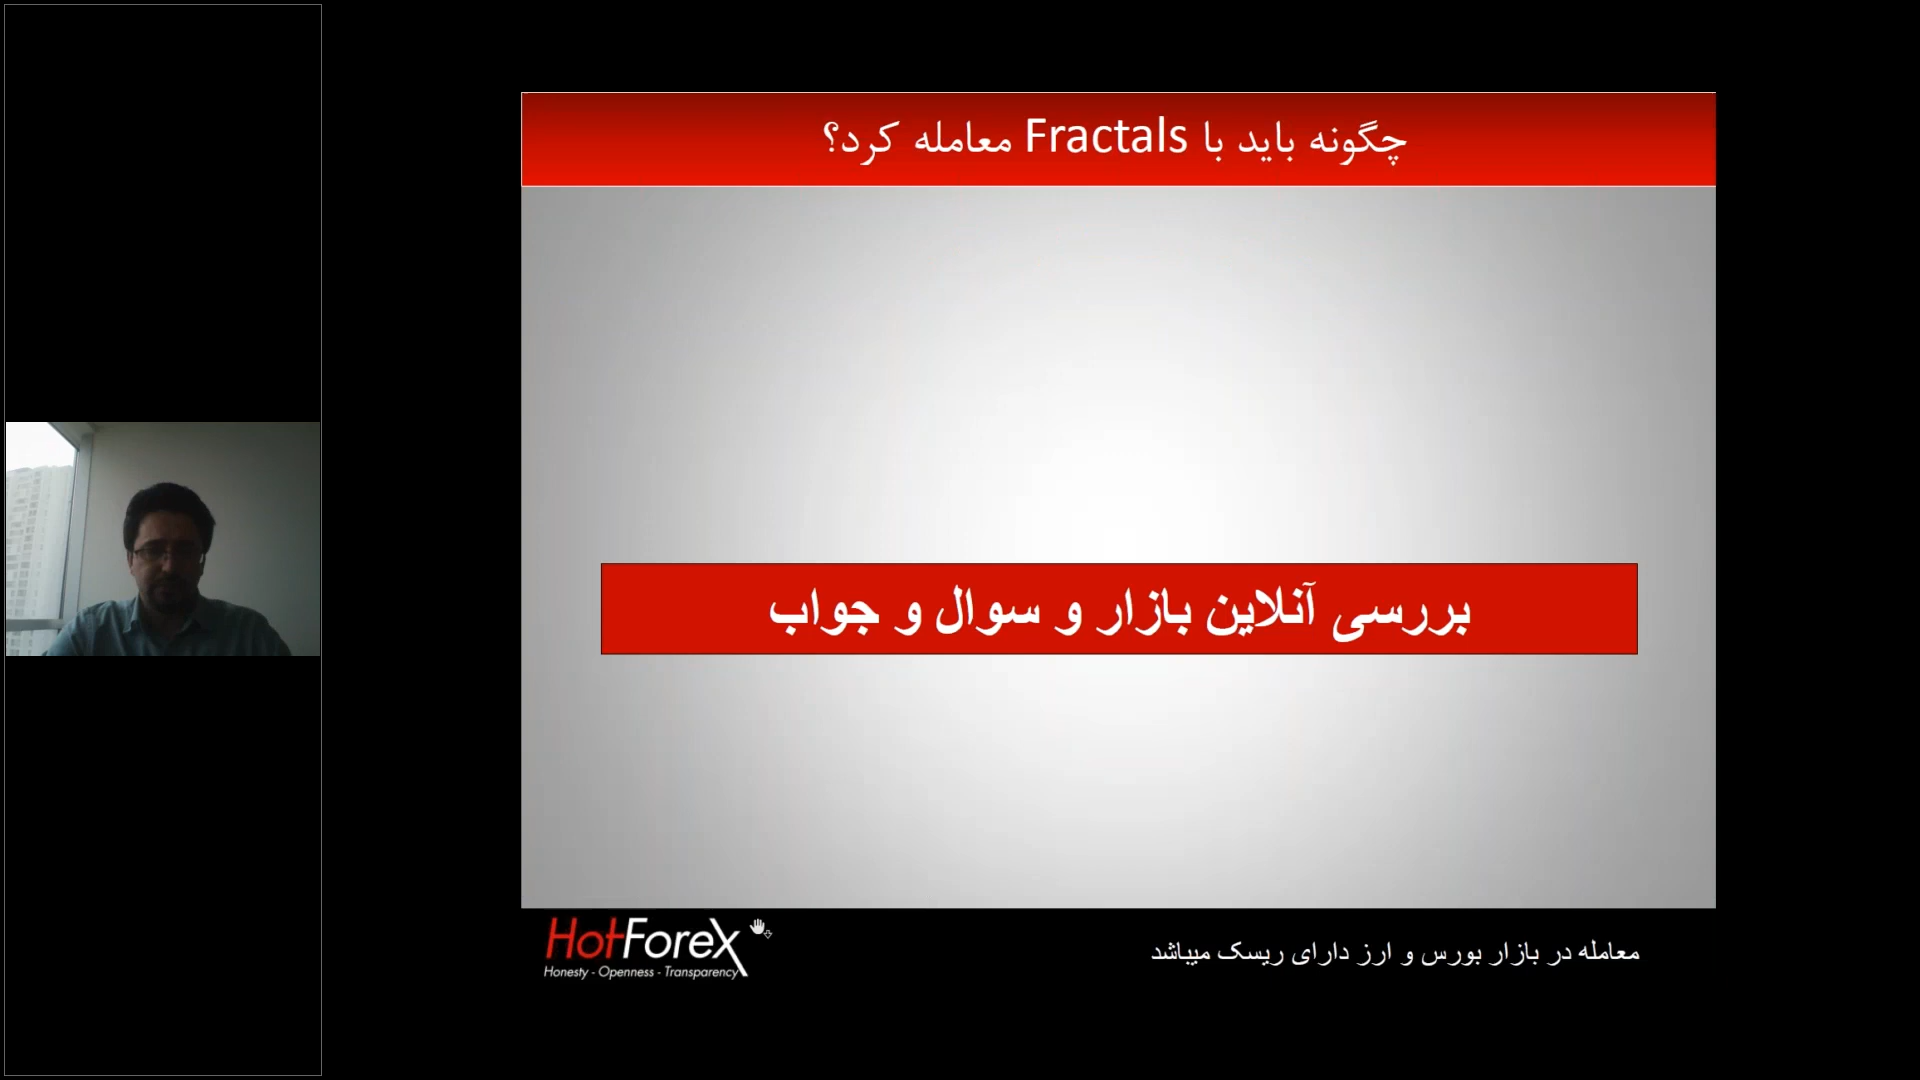 چگونه باید با Fractals معامله کرد؟
بررسی آنلاین بازار و سوال و جواب
HotForex
Honesty - Openness - Transparency
معامله در بازار بورس و ارز دارای ریسک میباشد